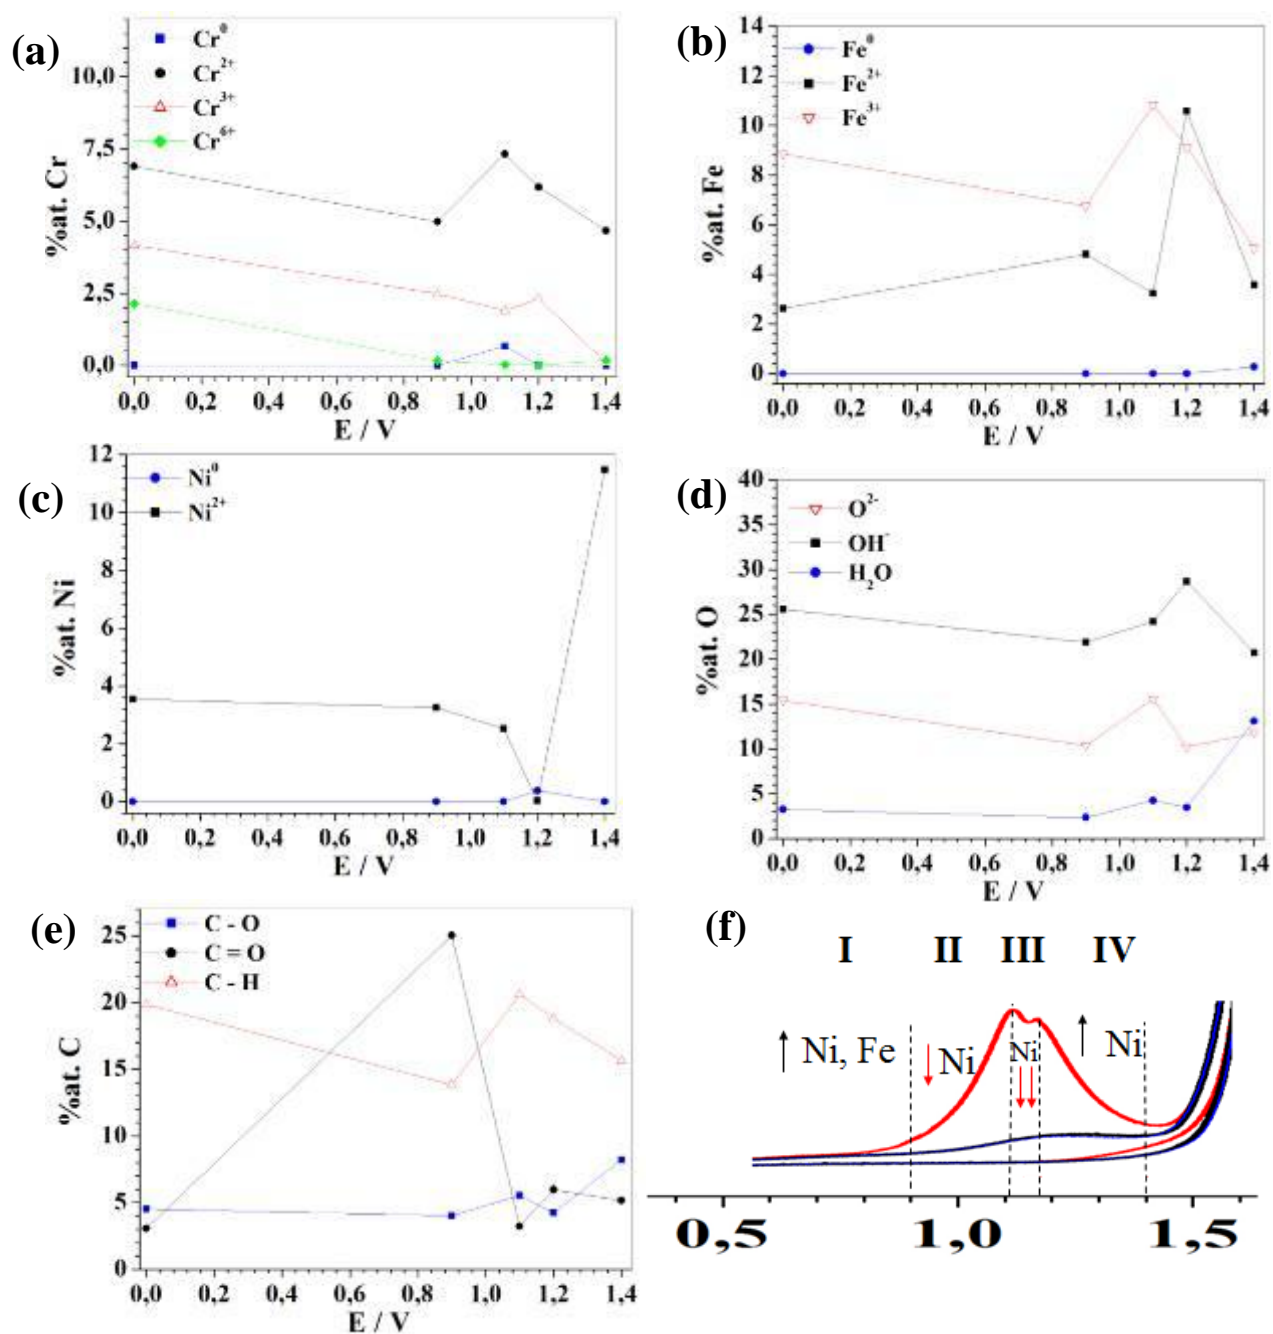 (a)
Cr⁰
Cr²⁺
Cr³⁺
Cr⁶⁺
%at. Cr
10,0
7,5
5,0
2,5
0,0
0,0 0,2 0,4 0,6 0,8 1,0 1,2 1,4
E / V
(b)
Fe⁰
Fe²⁺
Fe³⁺
%at. Fe
14
12
10
8
6
4
2
0
0,0 0,2 0,4 0,6 0,8 1,0 1,2 1,4
E / V
(c)
Ni⁰
Ni²⁺
%at. Ni
12
10
8
6
4
2
0
0,0 0,2 0,4 0,6 0,8 1,0 1,2 1,4
E / V
(d)
O²⁻
OH⁻
H₂O
%at. O
40
35
30
25
20
15
10
5
0
0,0 0,2 0,4 0,6 0,8 1,0 1,2 1,4
E / V
(e)
C - O
C = O
C - H
%at. C
25
20
15
10
5
0
0,0 0,2 0,4 0,6 0,8 1,0 1,2 1,4
E / V
(f)
I II III IV
↑ Ni, Fe ↓ Ni Ni ↓↓ ↑ Ni
0,5 1,0 1,5